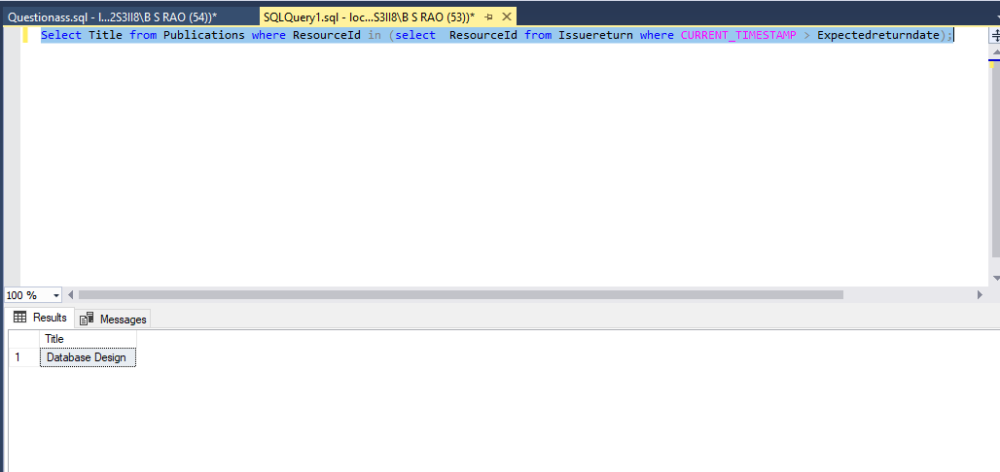 Questionass.sql - l...2S3II8\B S RAO (54))*
SQLQuery1.sql - loc...S3II8\B S RAO (53))*
Select Title from Publications where ResourceId in (select  ResourceId from Issuereturn where CURRENT_TIMESTAMP > Expectedreturndate);
100 %
Results
Messages
Title
1 Database Design